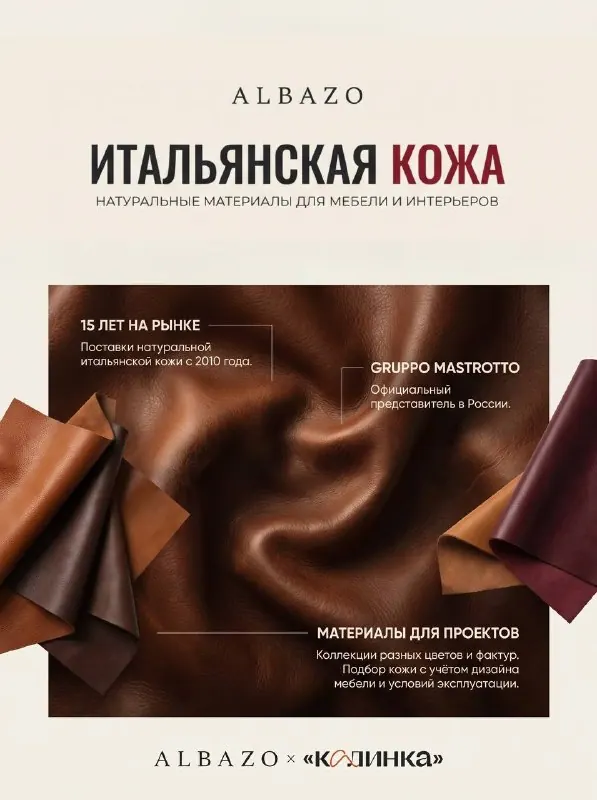 ALBAZO
ИТАЛЬЯНСКАЯ КОЖА
НАТУРАЛЬНЫЕ МАТЕРИАЛЫ ДЛЯ МЕБЕЛИ И ИНТЕРЬЕРОВ
15 ЛЕТ НА РЫНКЕ
Поставки натуральной
итальянской кожи с 2010 года.
GRUPPO MASTROTTO
Официальный
представитель в России.
МАТЕРИАЛЫ ДЛЯ ПРОЕКТОВ
Коллекции разных цветов и фактур.
Подбор кожи с учётом дизайна
мебели и условий эксплуатации.
ALBAZO × «КАЛИНКА»